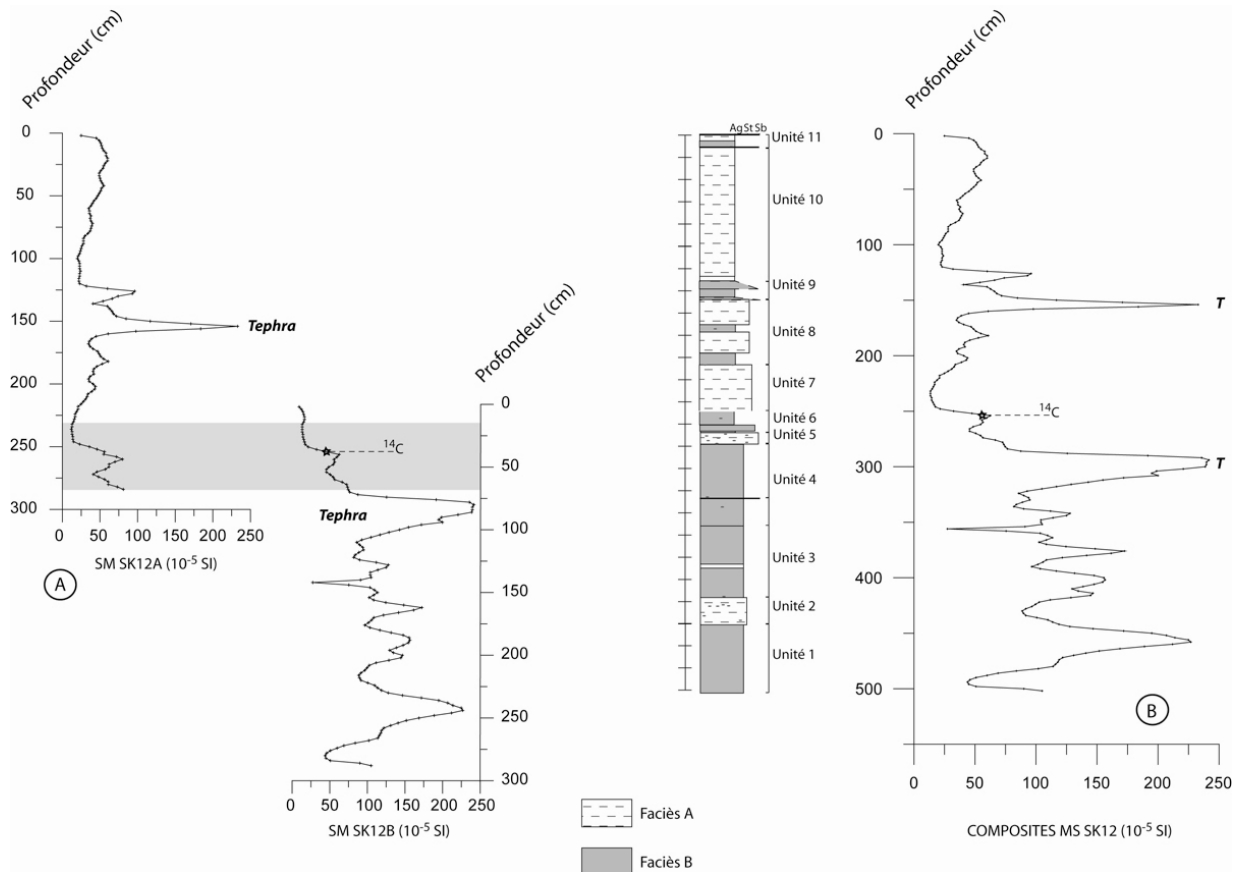 Profondeur (cm)
0
50
100
150
200
250
300
0 50 100 150 200 250
SM SK12A (10-5 SI)
A
Tephra
Profondeur (cm)
0
50
100
150
200
250
300
14C
Tephra
0 50 100 150 200 250
SM SK12B (10-5 SI)
Ag St Sb
Unité 11
Unité 10
Unité 9
Unité 8
Unité 7
Unité 6
Unité 5
Unité 4
Unité 3
Unité 2
Unité 1
Faciès A
Faciès B
Profondeur (cm)
0
100
200
300
400
500
T
14C
T
B
0 50 100 150 200 250
COMPOSITES MS SK12 (10-5 SI)